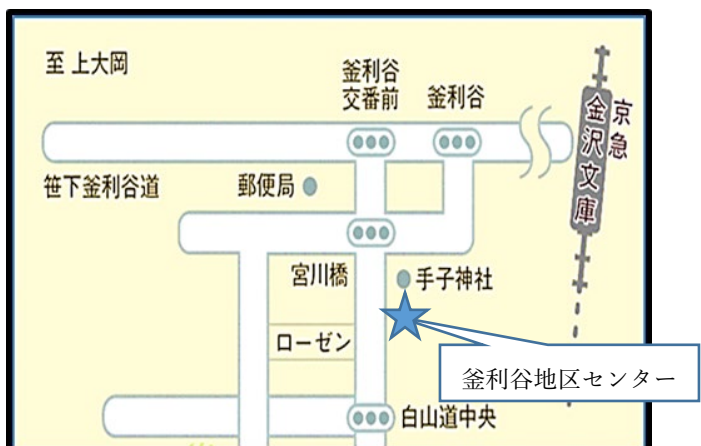 至 上大岡
釜利谷
交番前
釜利谷
京急
金沢文庫
笹下釜利谷道
郵便局
宮川橋
手子神社
ローゼン
釜利谷地区センター
白山道中央